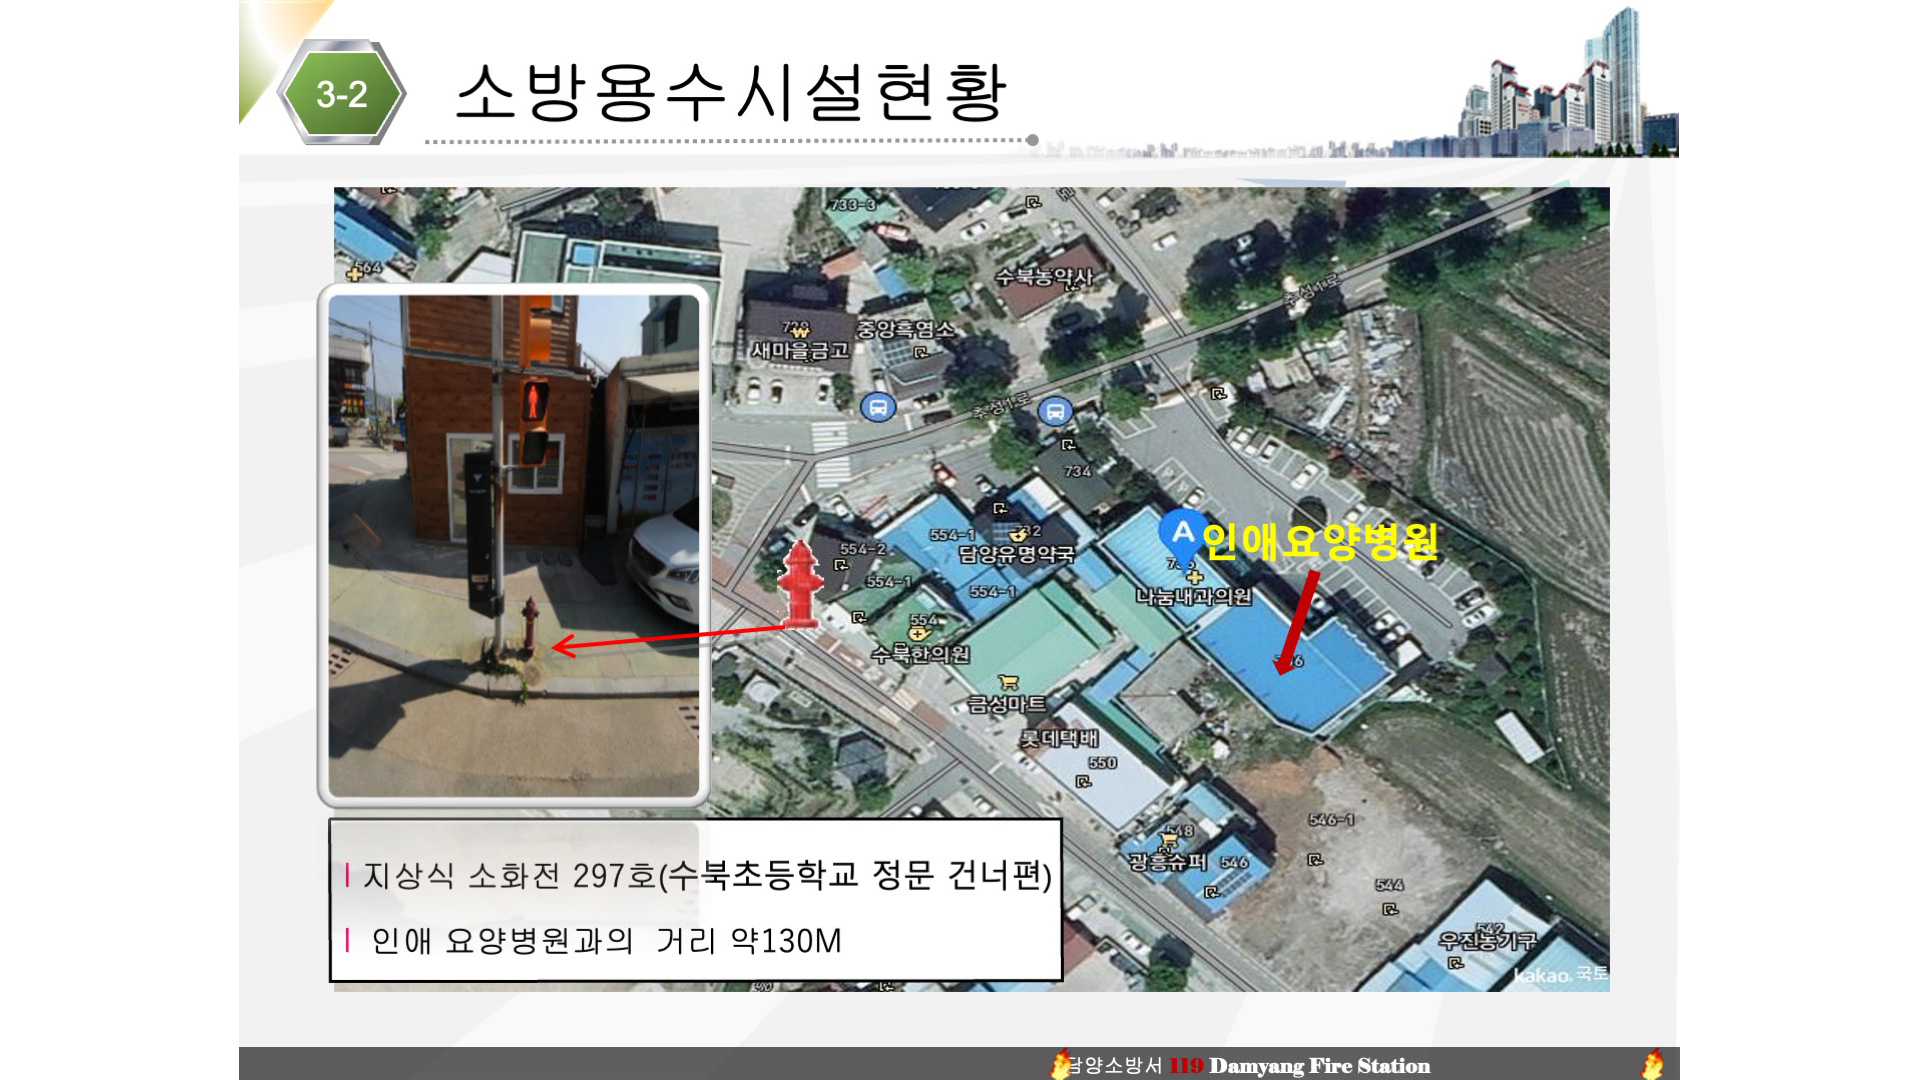 3-2
소방용수시설현황
733-3
564
수북농약사
추성1로
729
중앙흑염소
새마을금고
추성1로
734
554-2
554-1
담양유명약국
A
인애요양병원
554-1
554-1
나눔내과의원
554
수북한의원
금성마트
롯데택배
550
546-1
548
광흥슈퍼
546
544
542
우진농기구
kakao, 국토
지상식 소화전 297호(수북초등학교 정문 건너편)
인애 요양병원과의 거리 약130M
담양소방서 119 Damyang Fire Station